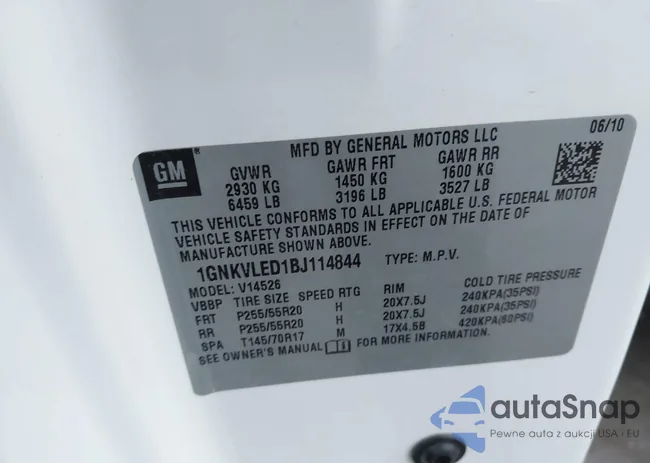 MFD BY GENERAL MOTORS LLC 06/10
GM
GVWR GAWR FRT GAWR RR
2930 KG 1450 KG 1600 KG
6459 LB 3196 LB 3527 LB
THIS VEHICLE CONFORMS TO ALL APPLICABLE U.S. FEDERAL MOTOR
VEHICLE SAFETY STANDARDS IN EFFECT ON THE DATE OF
MANUFACTURE SHOWN ABOVE.
1GNKVLED1BJ114844 TYPE: M.P.V.
MODEL: V14526
VBBP TIRE SIZE SPEED RTG RIM COLD TIRE PRESSURE
FRT P255/55R20 H 20X7.5J 240KPA(35PSI)
RR P255/55R20 H 20X7.5J 240KPA(35PSI)
SPA T145/70R17 M 17X4.5B 420KPA(60PSI)
SEE OWNER'S MANUAL FOR MORE INFORMATION.
autaSnap
Pewne auta z aukcji USA i EU